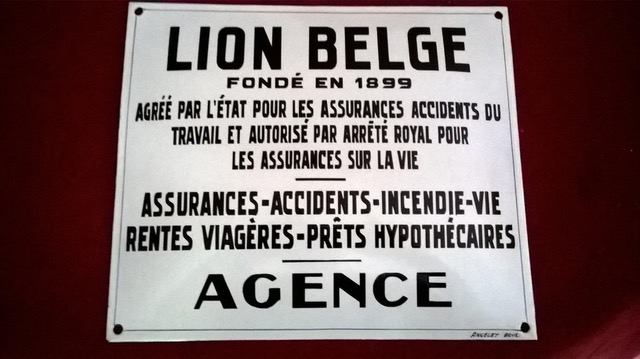 LION BELGE
FONDÉ EN 1899
AGRÉÉ PAR L'ÉTAT POUR LES ASSURANCES ACCIDENTS DU
TRAVAIL ET AUTORISÉ PAR ARRÊTÉ ROYAL POUR
LES ASSURANCES SUR LA VIE
ASSURANCES-ACCIDENTS-INCENDIE-VIE
RENTES VIAGÈRES-PRÊTS HYPOTHÉCAIRES
AGENCE